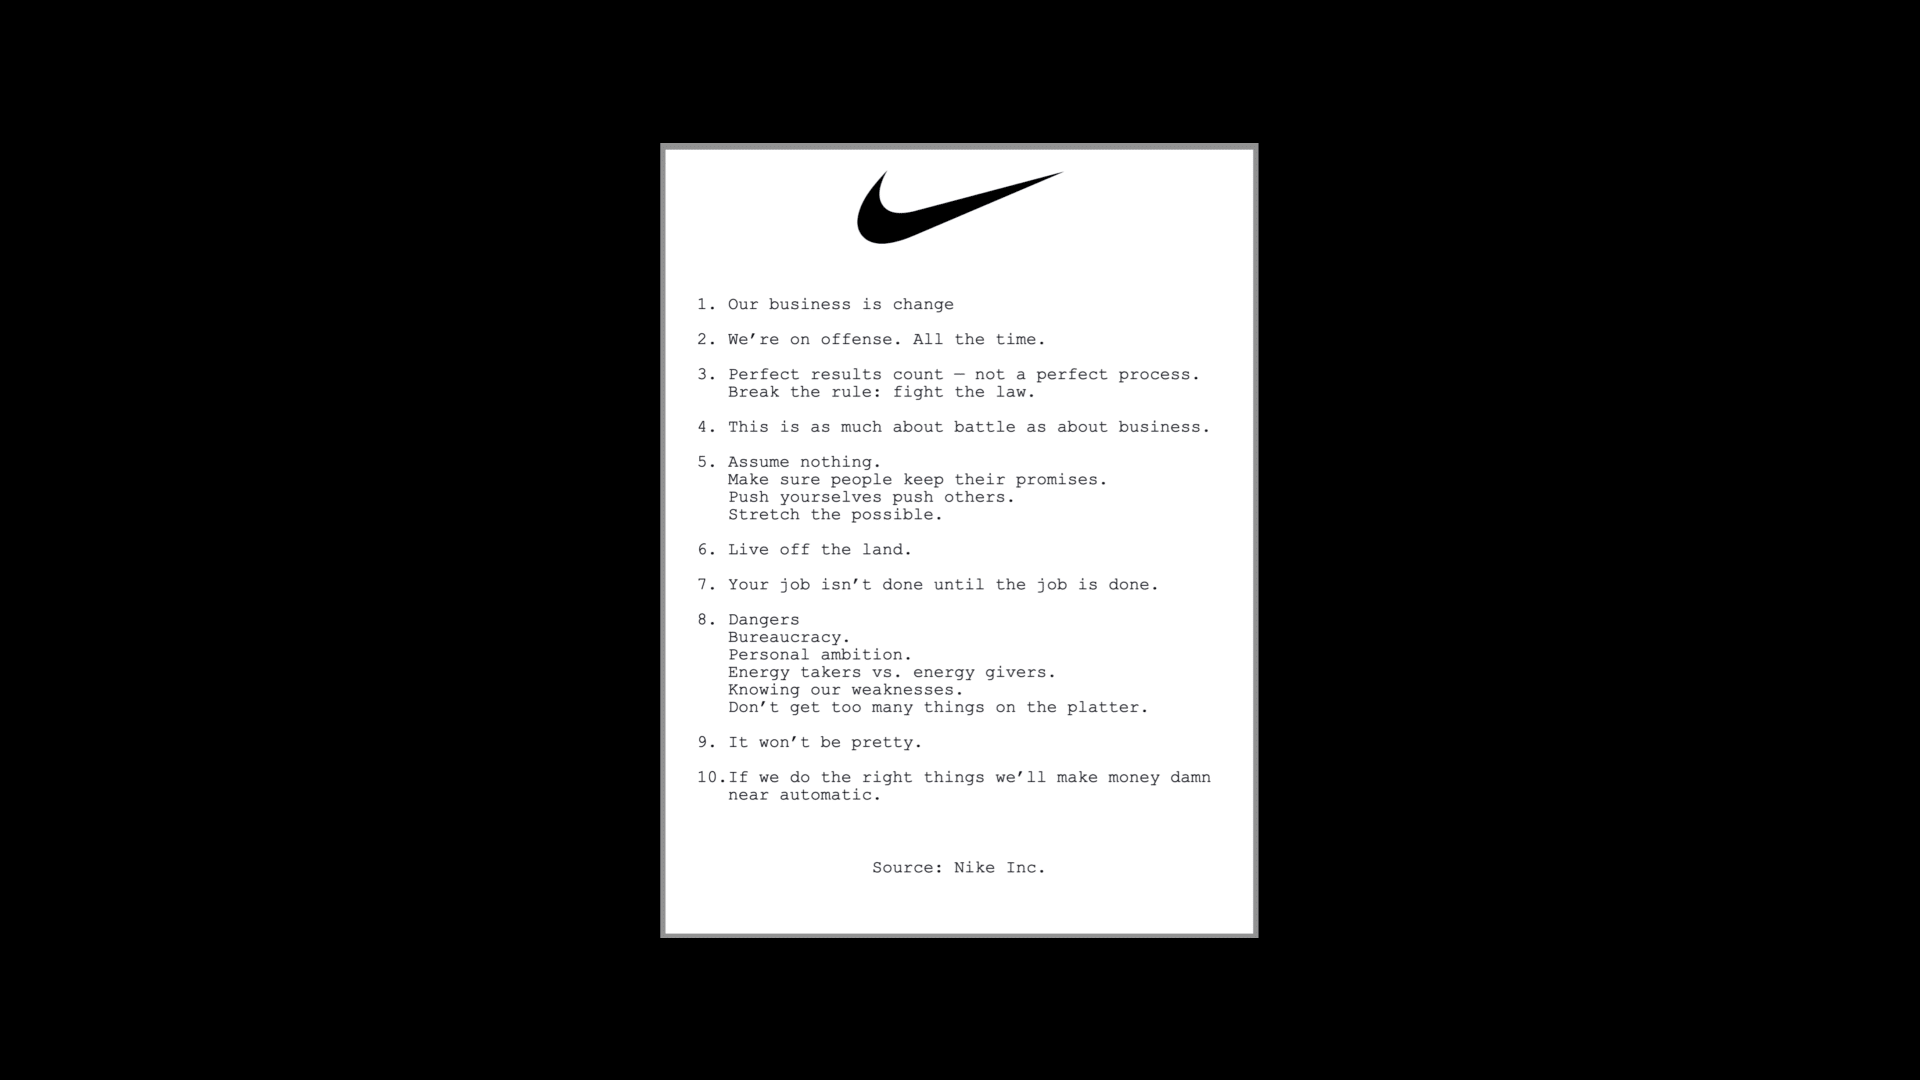 1. Our business is change
2. We’re on offense. All the time.
3. Perfect results count — not a perfect process.
Break the rule: fight the law.
4. This is as much about battle as about business.
5. Assume nothing.
Make sure people keep their promises.
Push yourselves push others.
Stretch the possible.
6. Live off the land.
7. Your job isn’t done until the job is done.
8. Dangers
Bureaucracy.
Personal ambition.
Energy takers vs. energy givers.
Knowing our weaknesses.
Don’t get too many things on the platter.
9. It won’t be pretty.
10.If we do the right things we’ll make money damn
near automatic.
Source: Nike Inc.